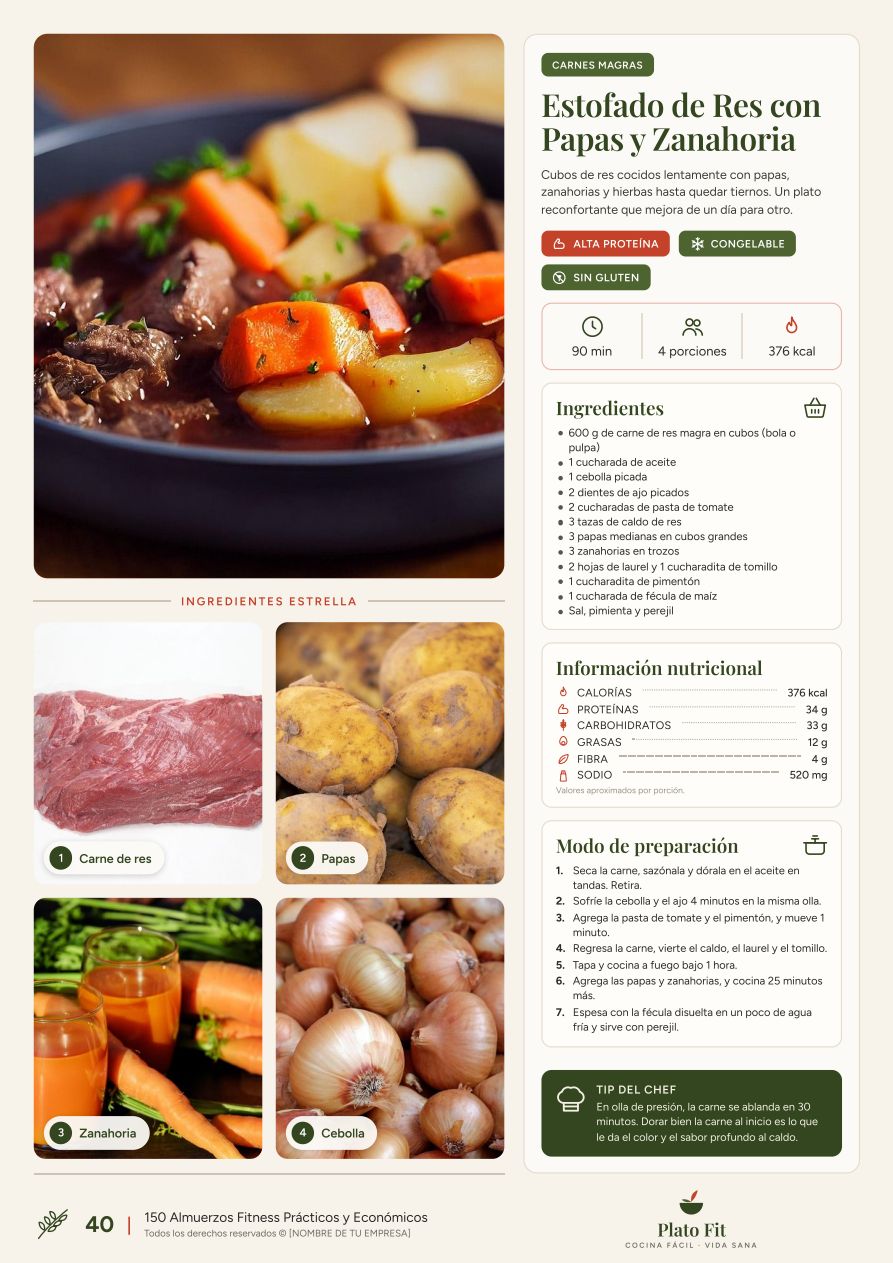 CARNES MAGRAS
Estofado de Res con
Papas y Zanahoria
Cubos de res cocidos lentamente con papas,
zanahorias y hierbas hasta quedar tiernos. Un plato
reconfortante que mejora de un día para otro.
ALTA PROTEÍNA
CONGELABLE
SIN GLUTEN
90 min
4 porciones
376 kcal
Ingredientes
• 600 g de carne de res magra en cubos (bola o
pulpa)
• 1 cucharada de aceite
• 1 cebolla picada
• 2 dientes de ajo picados
• 2 cucharadas de pasta de tomate
• 3 tazas de caldo de res
• 3 papas medianas en cubos grandes
• 3 zanahorias en trozos
• 2 hojas de laurel y 1 cucharadita de tomillo
• 1 cucharadita de pimentón
• 1 cucharada de fécula de maíz
• Sal, pimienta y perejil
Información nutricional
CALORÍAS 376 kcal
PROTEÍNAS 34 g
CARBOHIDRATOS 33 g
GRASAS 12 g
FIBRA 4 g
SODIO 520 mg
Valores aproximados por porción.
Modo de preparación
1. Seca la carne, sazónala y dórala en el aceite en
tandas. Retira.
2. Sofríe la cebolla y el ajo 4 minutos en la misma olla.
3. Agrega la pasta de tomate y el pimentón, y mueve 1
minuto.
4. Regresa la carne, vierte el caldo, el laurel y el tomillo.
5. Tapa y cocina a fuego bajo 1 hora.
6. Agrega las papas y zanahorias, y cocina 25 minutos
más.
7. Espesa con la fécula disuelta en un poco de agua
fría y sirve con perejil.
TIP DEL CHEF
En olla de presión, la carne se ablanda en 30
minutos. Dorar bien la carne al inicio es lo que
le da el color y el sabor profundo al caldo.
INGREDIENTES ESTRELLA
1 Carne de res
2 Papas
3 Zanahoria
4 Cebolla
40
150 Almuerzos Fitness Prácticos y Económicos
Todos los derechos reservados © [NOMBRE DE TU EMPRESA]
Plato Fit
COCINA FÁCIL · VIDA SANA